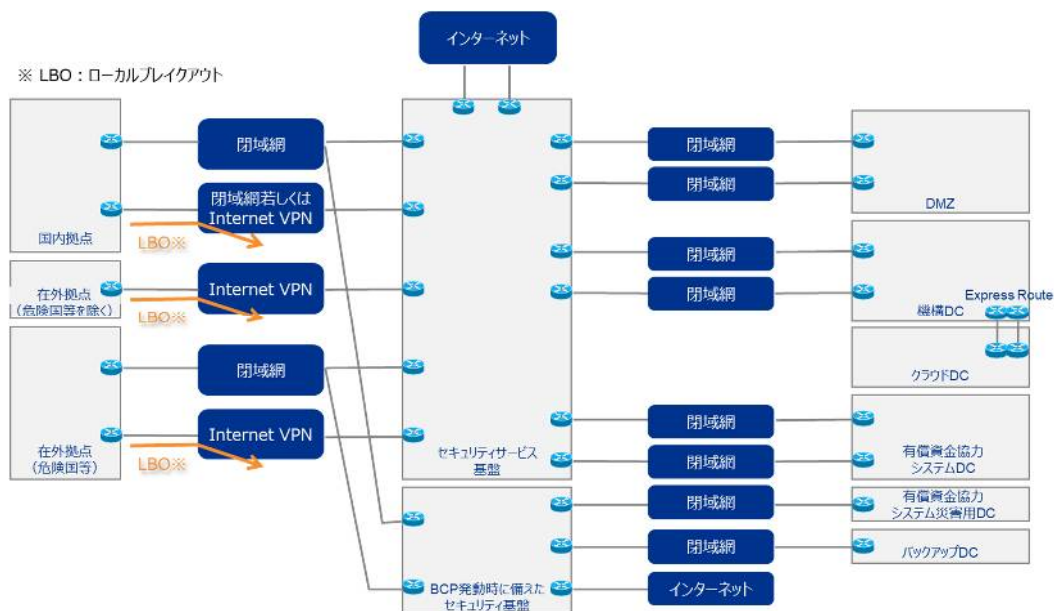 インターネット
※ LBO：ローカルブレイクアウト
閉域網
閉域網若しくは
Internet VPN
LBO※
国内拠点
在外拠点
（危険国等を除く）
Internet VPN
LBO※
閉域網
Internet VPN
LBO※
在外拠点
（危険国等）
セキュリティサービス
基盤
BCP発動時に備えた
セキュリティ基盤
閉域網
閉域網
DMZ
閉域網
閉域網
Express Route
機構DC
クラウドDC
閉域網
閉域網
有償資金協力
システムDC
閉域網
有償資金協力
システム災害用DC
閉域網
バックアップDC
インターネット